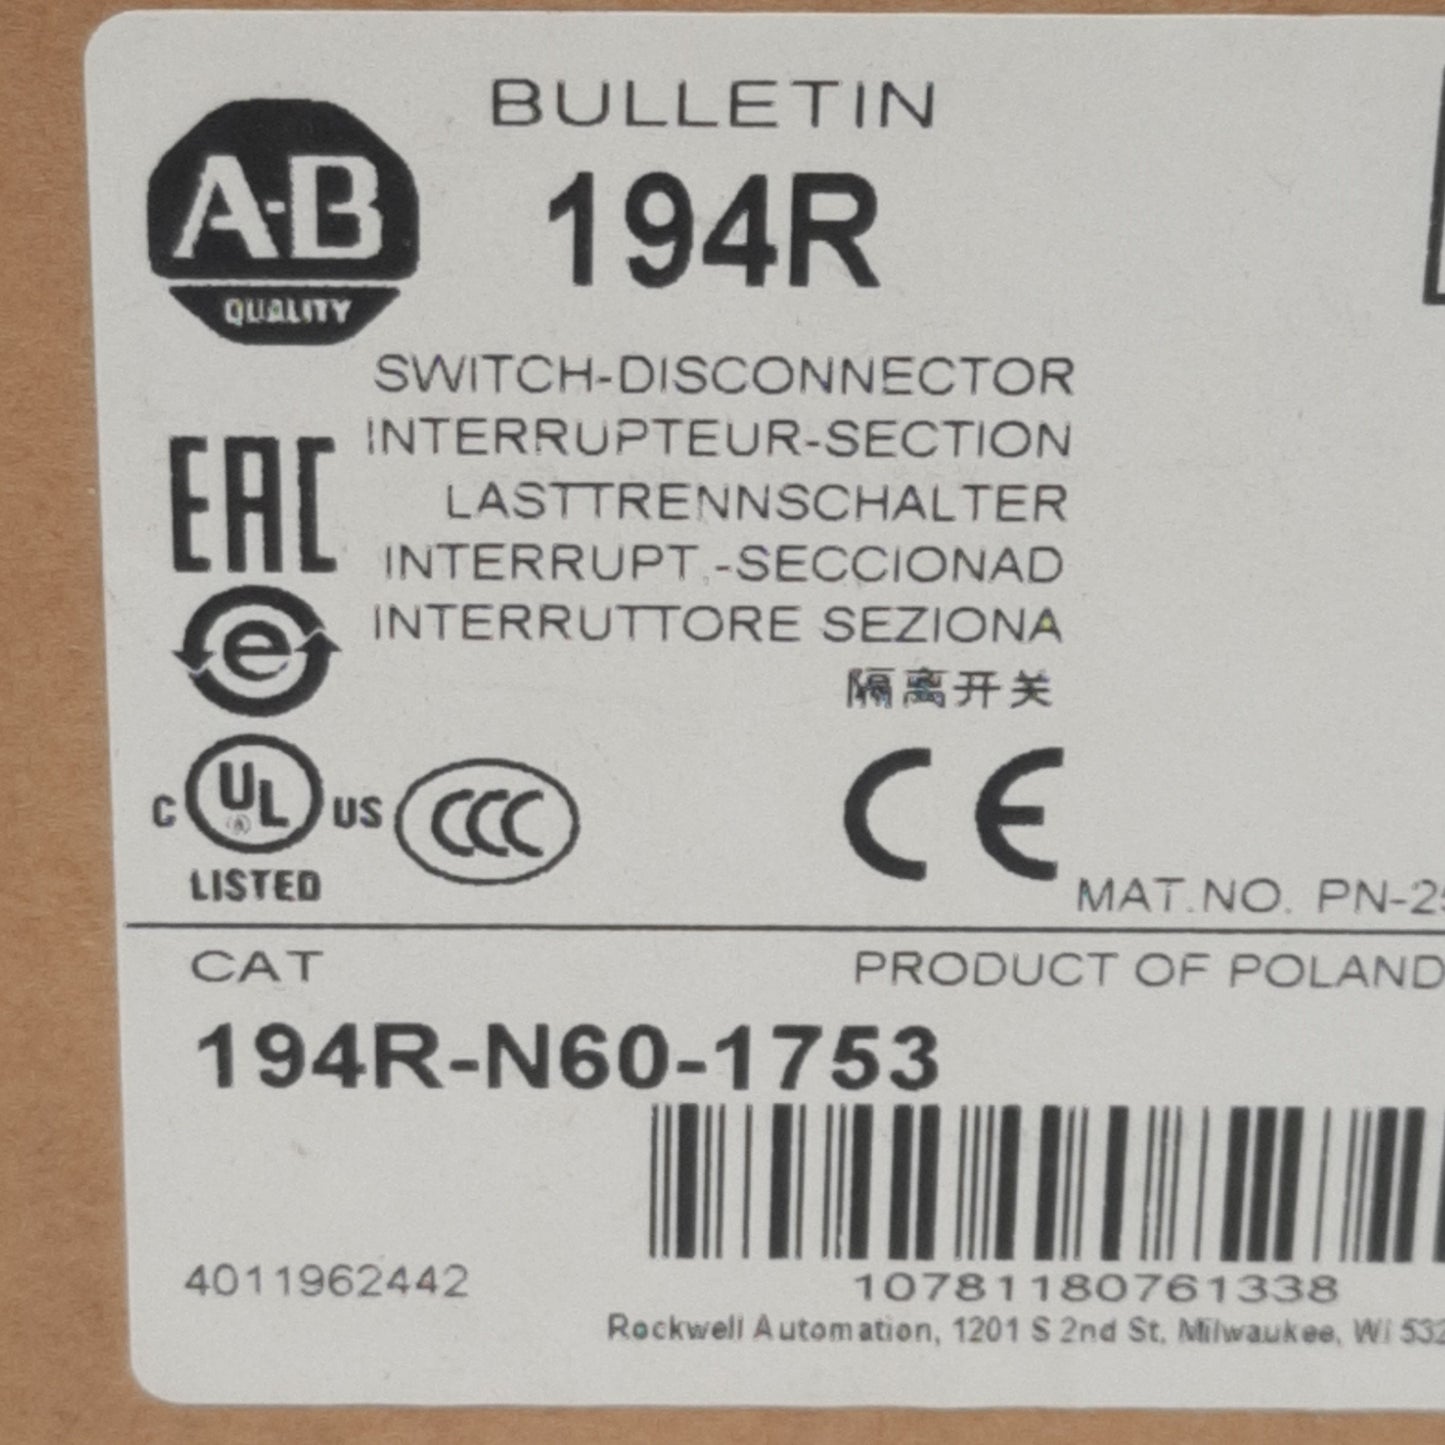 BULLETIN
A-B
QUALITY
194R
SWITCH-DISCONNECTOR
INTERRUPTEUR-SECTION
LASTTRENNSCHALTER
INTERRUPT.-SECCIONAD
INTERRUTTORE SEZIONA
隔离开关
EAC
e
C UL US
LISTED
CCC
CE
MAT.NO. PN-2
CAT
PRODUCT OF POLAND
194R-N60-1753
4011962442
10781180761338
Rockwell Automation, 1201 S 2nd St, Milwaukee, WI 532